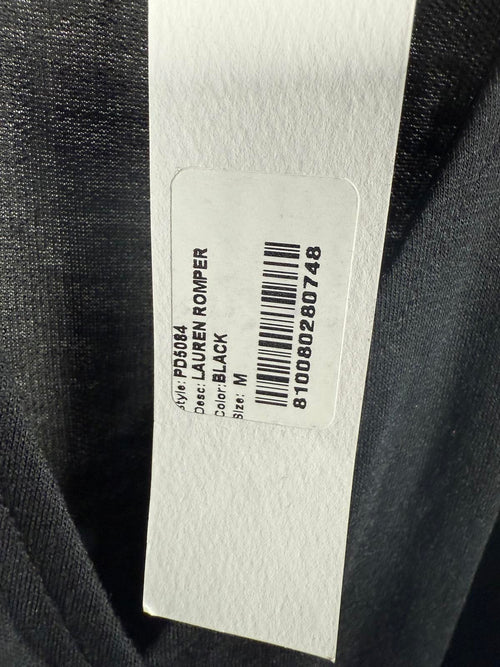 Style: PD5084
Desc: LAUREN ROMPER
Color: BLACK
Size: M
810080280748